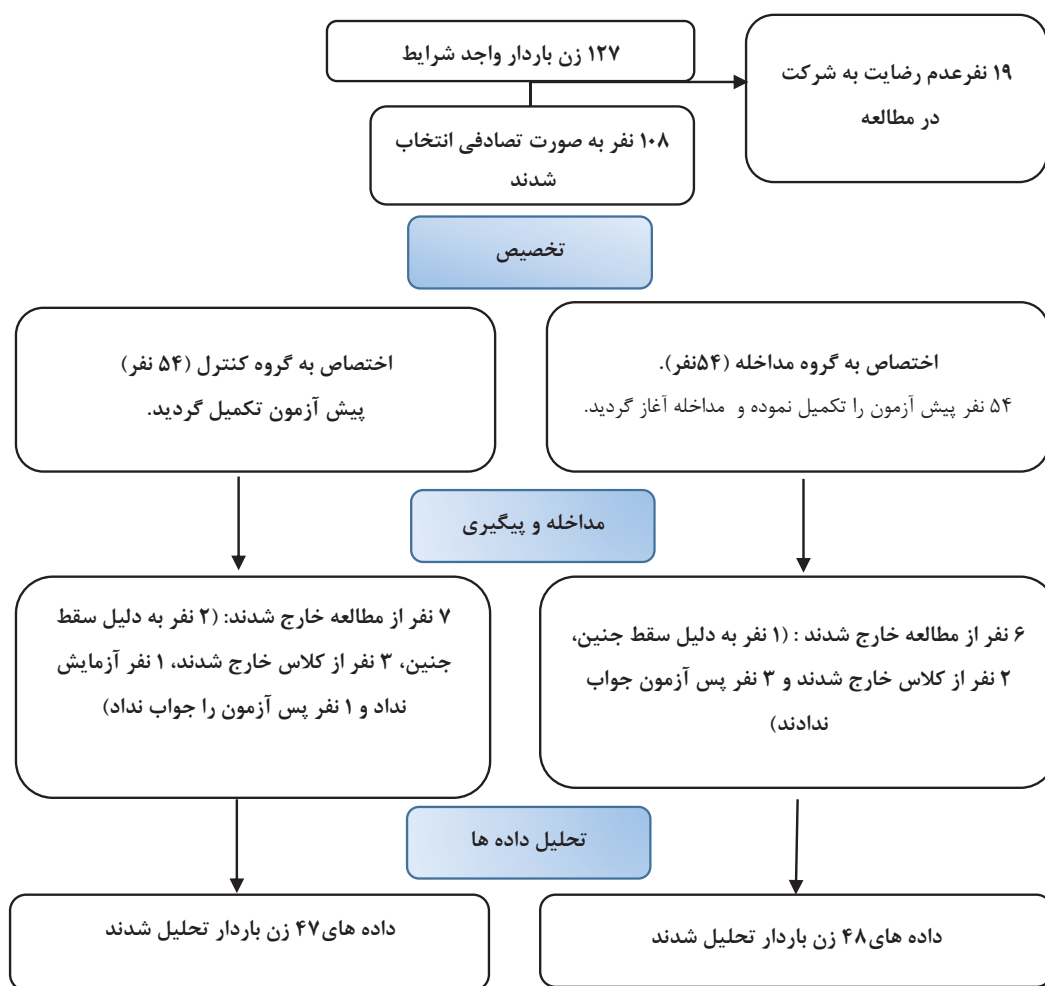 ۱۲۷ زن باردار واجد شرایط
۱۹ نفرعدم رضایت به شرکت
در مطالعه
۱۰۸ نفر به صورت تصادفی انتخاب
شدند
تخصیص
اختصاص به گروه مداخله (۵۴نفر).
۵۴ نفر پیش آزمون را تکمیل نموده و مداخله آغاز گردید.
اختصاص به گروه کنترل (۵۴ نفر)
پیش آزمون تکمیل گردید.
مداخله و پیگیری
۶ نفر از مطالعه خارج شدند : (۱ نفر به دلیل سقط جنین،
۲ نفر از کلاس خارج شدند و ۳ نفر پس آزمون جواب
ندادند)
۷ نفر از مطالعه خارج شدند: (۲ نفر به دلیل سقط
جنین، ۳ نفر از کلاس خارج شدند، ۱ نفر آزمایش
نداد و ۱ نفر پس آزمون را جواب نداد)
تحلیل داده ها
داده های۴۸ زن باردار تحلیل شدند
داده های۴۷ زن باردار تحلیل شدند